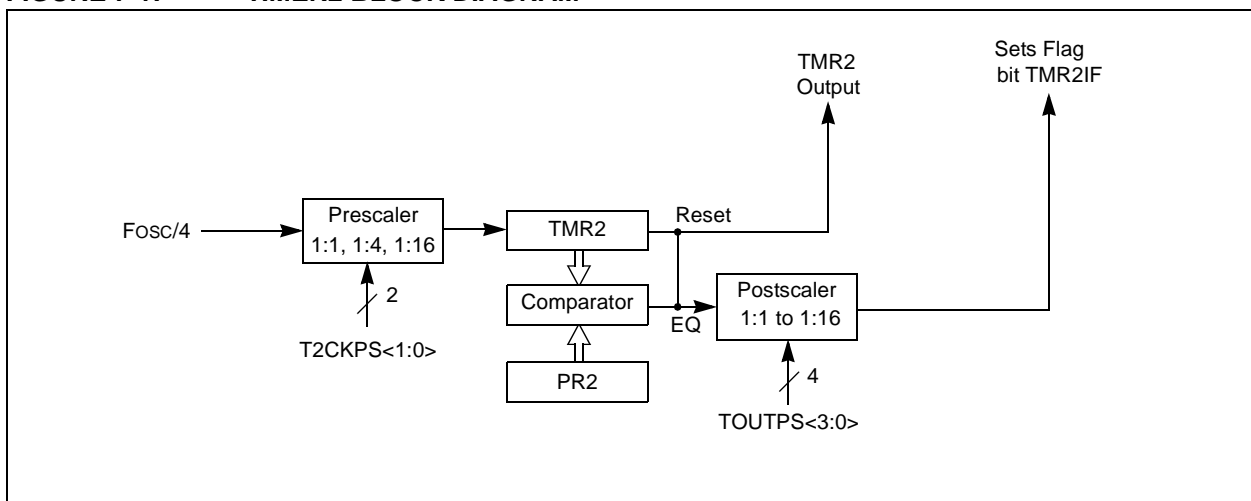 TMR2
Output
Sets Flag
bit TMR2IF
FOSC/4
Prescaler
1:1, 1:4, 1:16
2
T2CKPS<1:0>
TMR2
Reset
Comparator
EQ
PR2
Postscaler
1:1 to 1:16
4
TOUTPS<3:0>